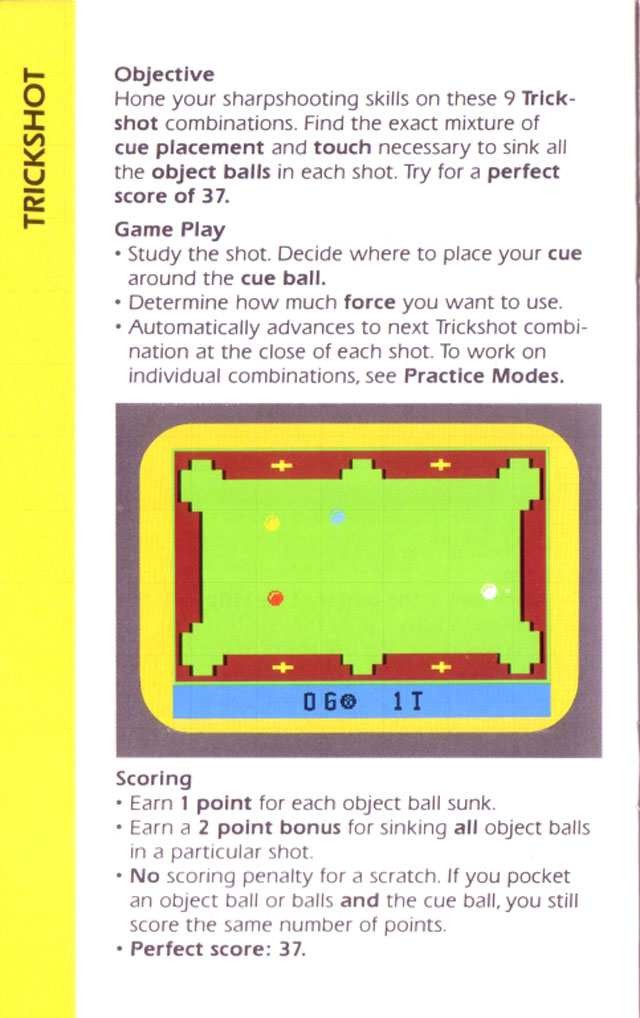 TRICKSHOT
Objective
Hone your sharpshooting skills on these 9 Trick-
shot combinations. Find the exact mixture of
cue placement and touch necessary to sink all
the object balls in each shot. Try for a perfect
score of 37.
Game Play
• Study the shot. Decide where to place your cue
around the cue ball.
• Determine how much force you want to use.
• Automatically advances to next Trickshot combi-
nation at the close of each shot. To work on
individual combinations, see Practice Modes.
0 6 1 T
Scoring
• Earn 1 point for each object ball sunk.
• Earn a 2 point bonus for sinking all object balls
in a particular shot.
• No scoring penalty for a scratch. If you pocket
an object ball or balls and the cue ball, you still
score the same number of points.
• Perfect score: 37.